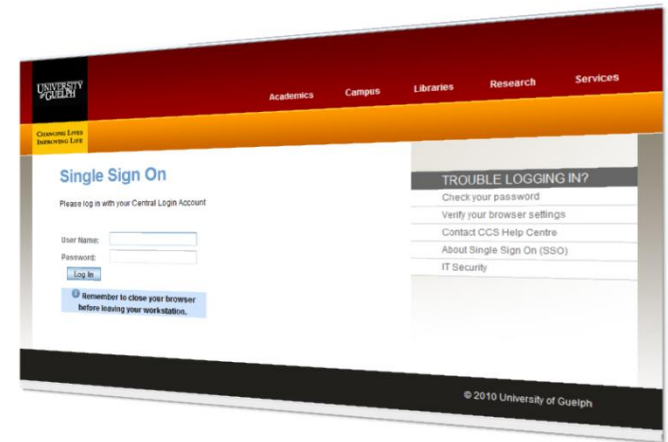 UNIVERSITY
of GUELPH
Academics Campus Libraries Research Services
CHANGING LIVES
IMPROVING LIFE
Single Sign On
Please log in with your Central Login Account
User Name:
Password:
Log In
Remember to close your browser
before leaving your workstation.
TROUBLE LOGGING IN?
Check your password
Verify your browser settings
Contact CCS Help Centre
About Single Sign On (SSO)
IT Security
© 2010 University of Guelph